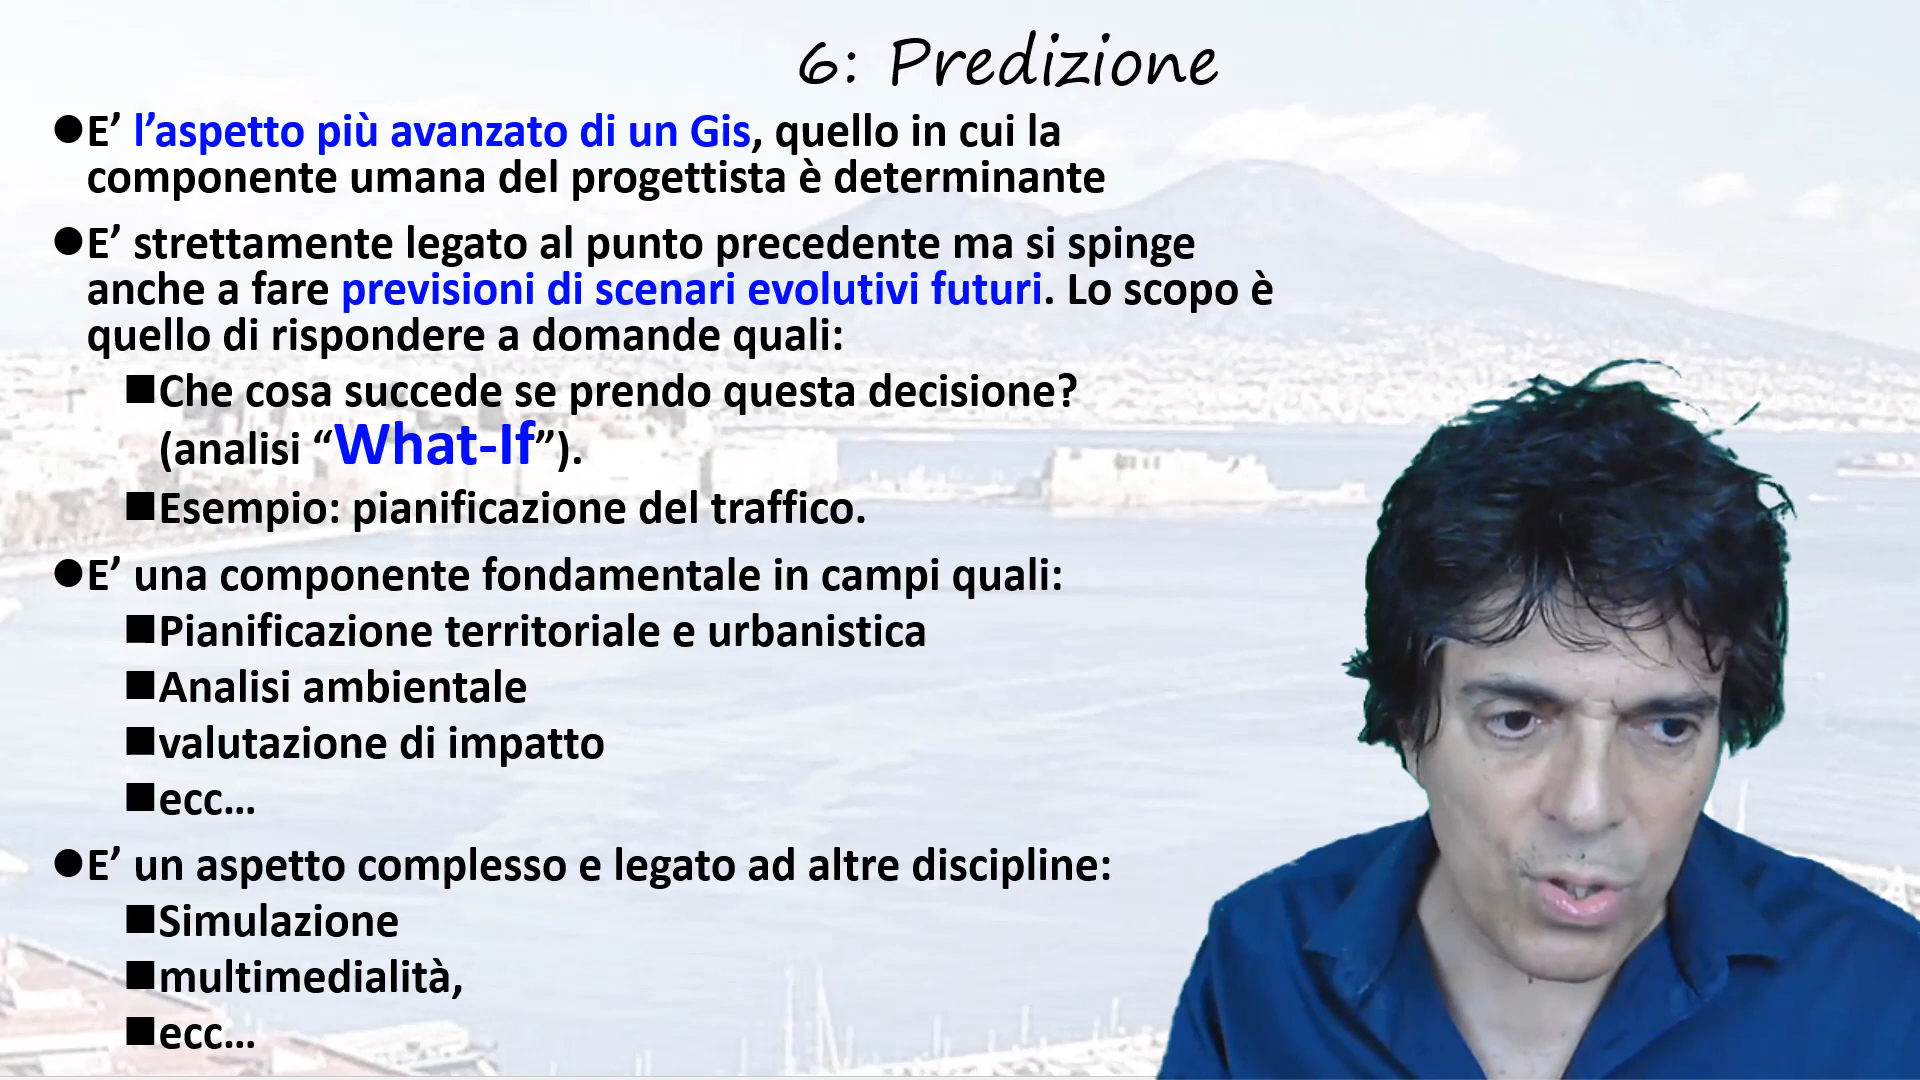 6: Predizione
●E’ l’aspetto più avanzato di un Gis, quello in cui la
componente umana del progettista è determinante
●E’ strettamente legato al punto precedente ma si spinge
anche a fare previsioni di scenari evolutivi futuri. Lo scopo è
quello di rispondere a domande quali:
■Che cosa succede se prendo questa decisione?
(analisi “What-If”).
■Esempio: pianificazione del traffico.
●E’ una componente fondamentale in campi quali:
■Pianificazione territoriale e urbanistica
■Analisi ambientale
■valutazione di impatto
■ecc…
●E’ un aspetto complesso e legato ad altre discipline:
■Simulazione
■multimedialità,
■ecc…